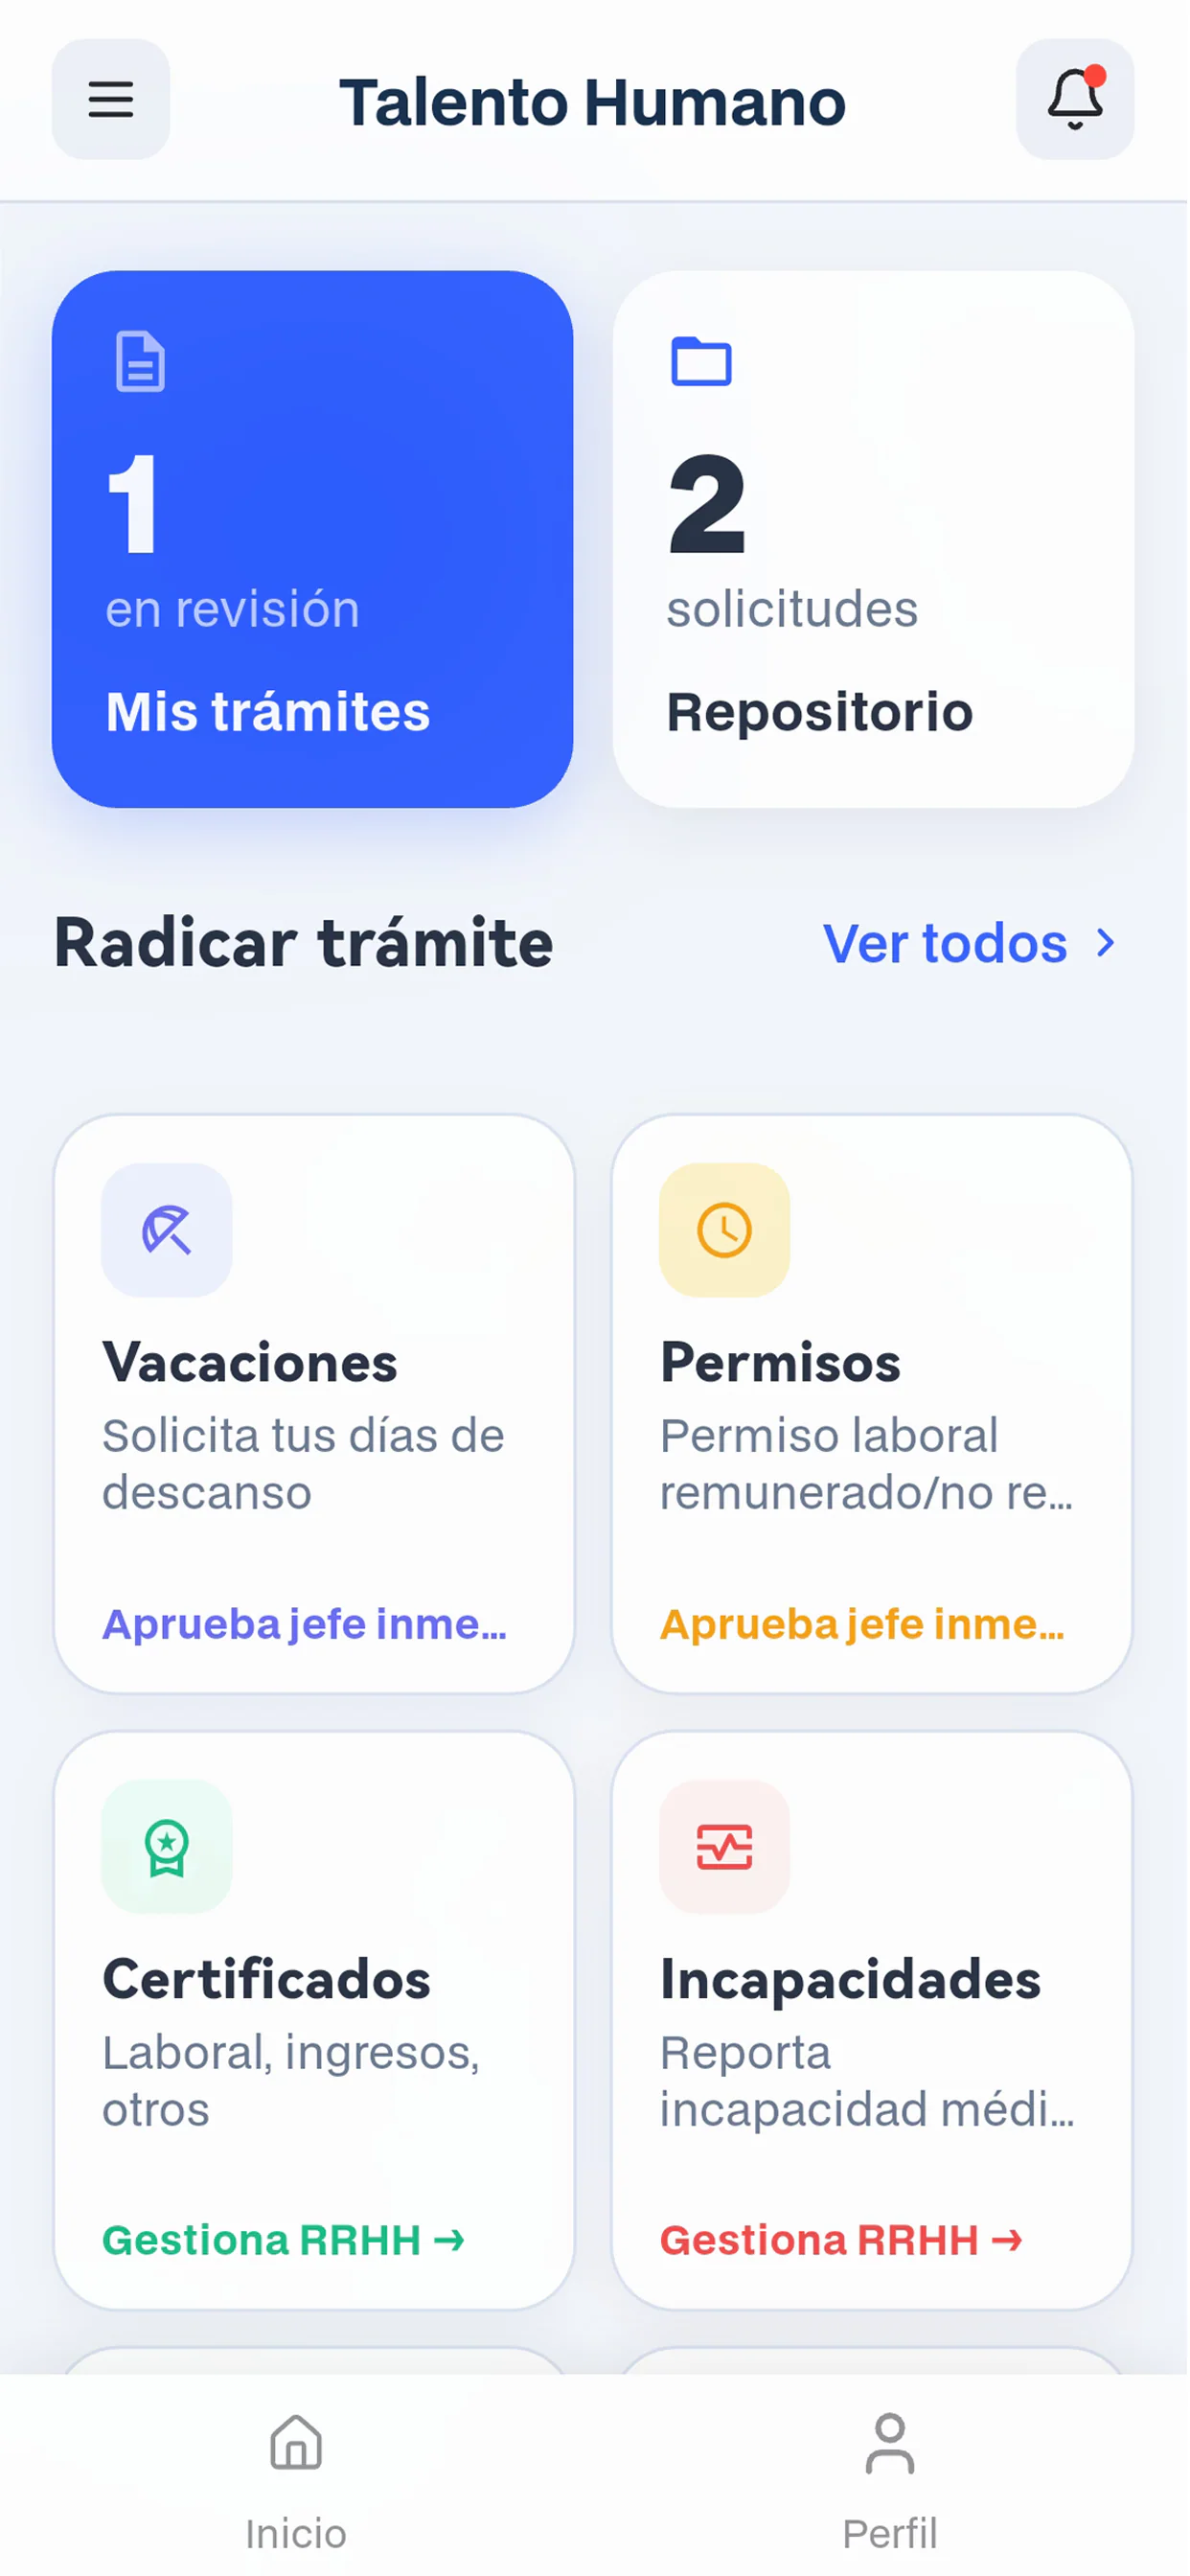 Talento Humano
1
en revisión
Mis trámites
2
solicitudes
Repositorio
Radicar trámite
Ver todos
Vacaciones
Solicita tus días de
descanso
Aprueba jefe inme...
Permisos
Permiso laboral
remunerado/no re...
Aprueba jefe inme...
Certificados
Laboral, ingresos,
otros
Gestiona RRHH →
Incapacidades
Reporta
incapacidad médi...
Gestiona RRHH →
Inicio
Perfil